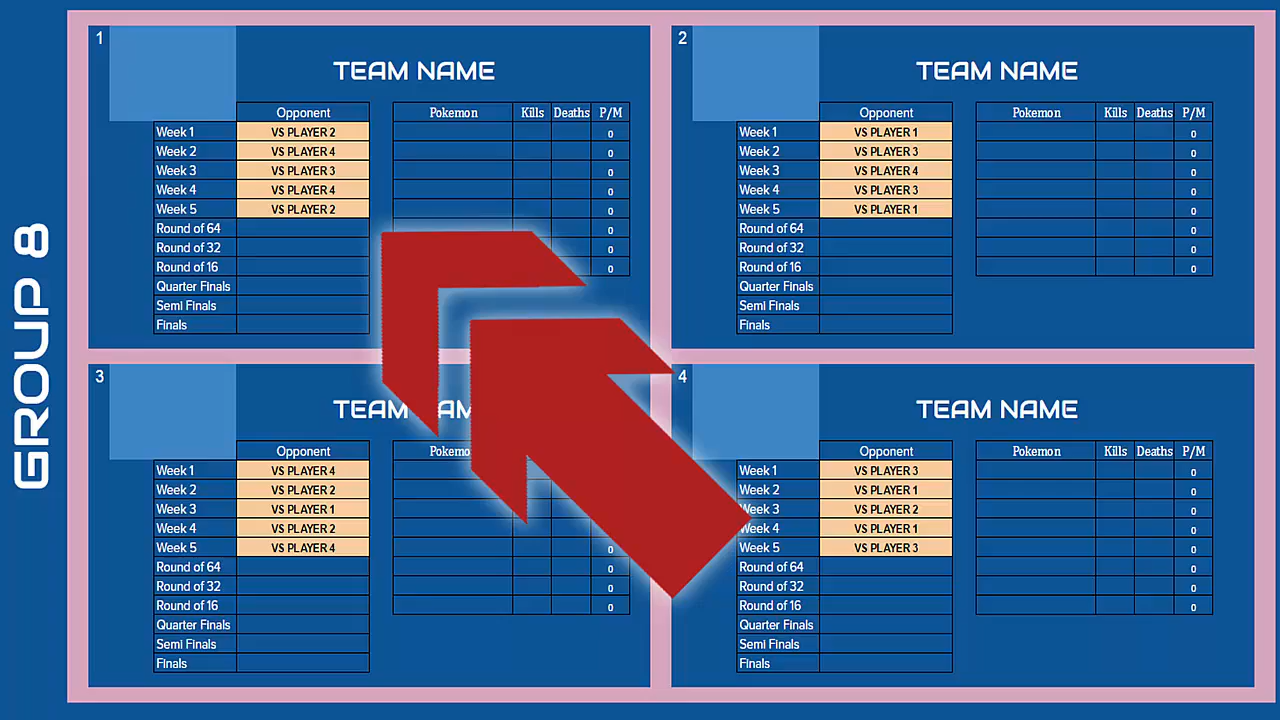 GROUP 8
1
TEAM NAME
Opponent
Pokemon Kills Deaths P/M
Week 1 VS PLAYER 2 0
Week 2 VS PLAYER 4 0
Week 3 VS PLAYER 3 0
Week 4 VS PLAYER 4 0
Week 5 VS PLAYER 2 0
Round of 64 0
Round of 32 0
Round of 16 0
Quarter Finals
Semi Finals
Finals
2
TEAM NAME
Opponent
Pokemon Kills Deaths P/M
Week 1 VS PLAYER 1 0
Week 2 VS PLAYER 3 0
Week 3 VS PLAYER 4 0
Week 4 VS PLAYER 3 0
Week 5 VS PLAYER 1 0
Round of 64 0
Round of 32 0
Round of 16 0
Quarter Finals
Semi Finals
Finals
3
TEAM
Opponent
Week 1 VS PLAYER 4
Week 2 VS PLAYER 2
Week 3 VS PLAYER 1
Week 4 VS PLAYER 2
Week 5 VS PLAYER 4 0
Round of 64 0
Round of 32 0
Round of 16 0
Quarter Finals
Semi Finals
Finals
4
TEAM NAME
Opponent
Pokemon Kills Deaths P/M
Week 1 VS PLAYER 3 0
Week 2 VS PLAYER 1 0
Week 3 VS PLAYER 2 0
Week 4 VS PLAYER 1 0
Week 5 VS PLAYER 3 0
Round of 64 0
Round of 32 0
Round of 16 0
Quarter Finals
Semi Finals
Finals